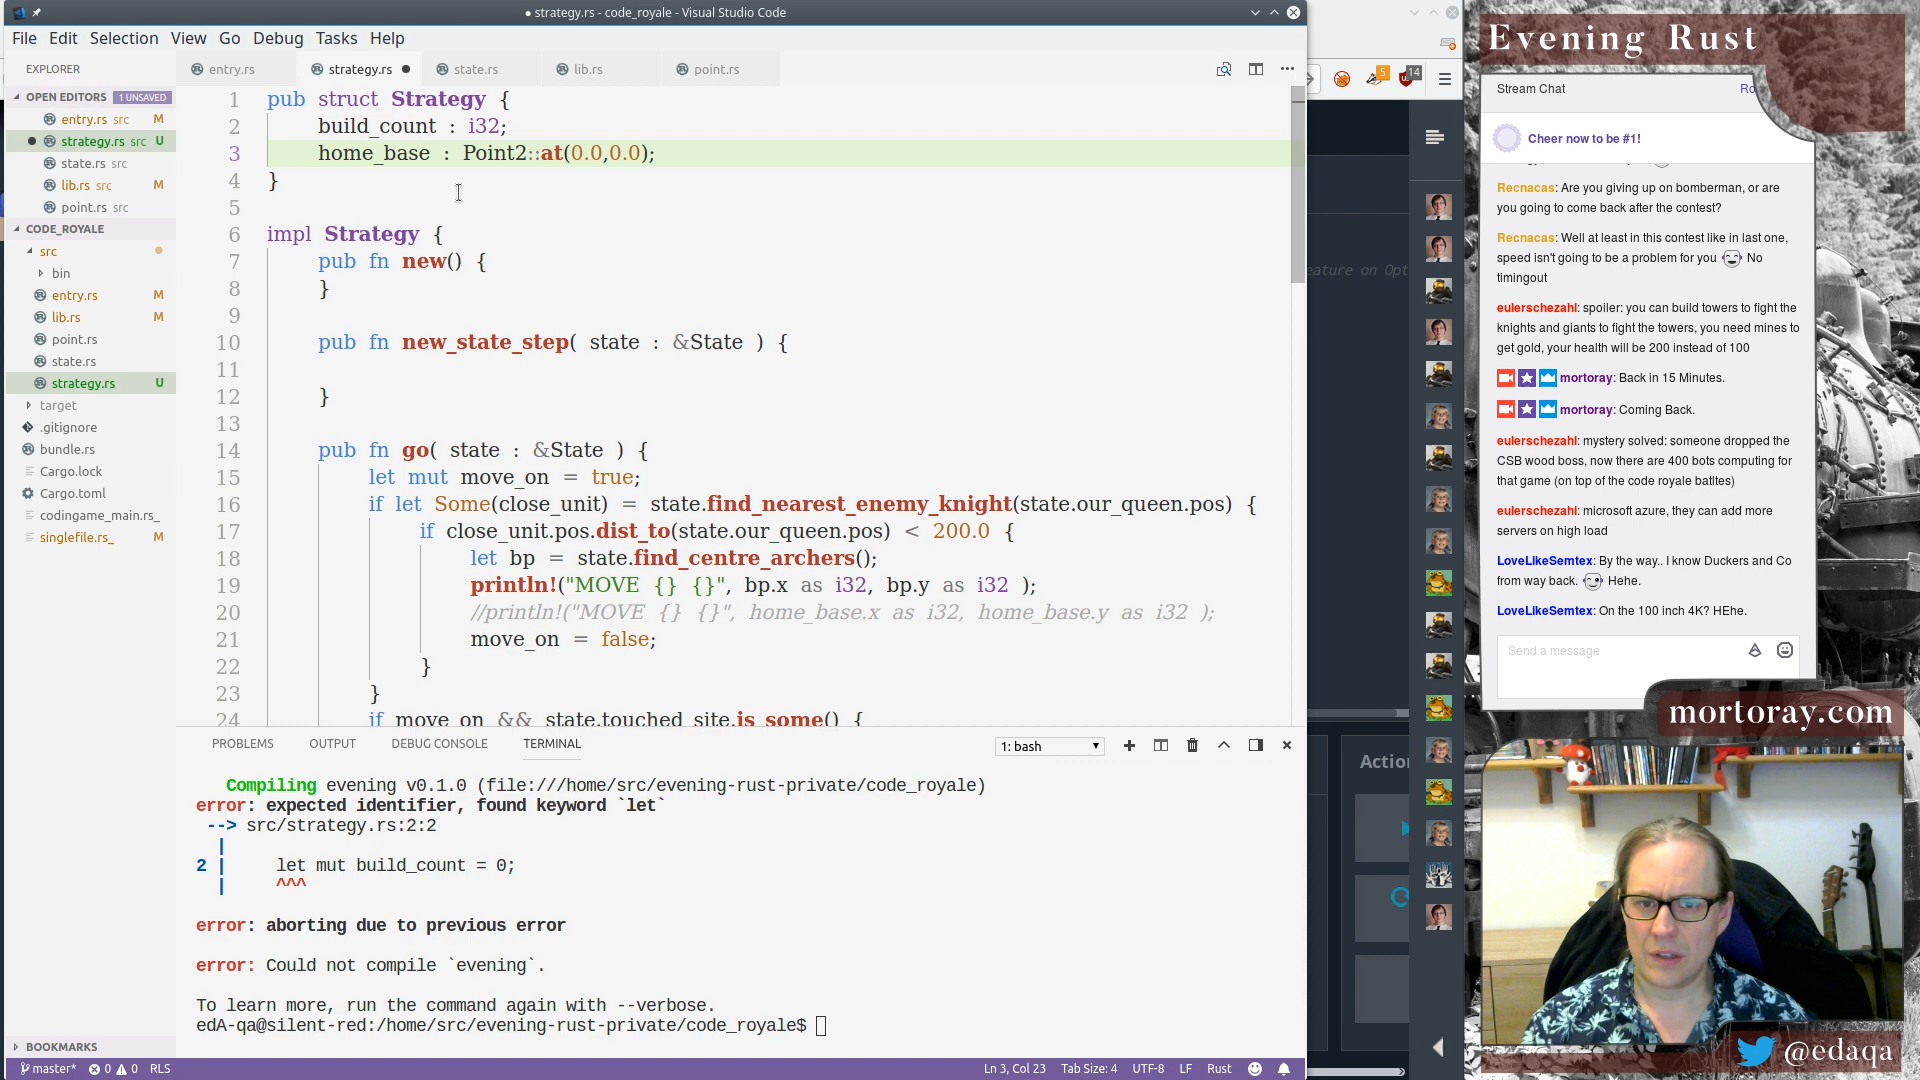 ● strategy.rs - code_royale - Visual Studio Code
File Edit Selection View Go Debug Tasks Help
EXPLORER
OPEN EDITORS 1 UNSAVED
entry.rs src M
strategy.rs src U
state.rs src
lib.rs src M
point.rs src
CODE_ROYALE
src
bin
entry.rs M
lib.rs M
point.rs
state.rs
strategy.rs U
target
.gitignore
bundle.rs
Cargo.lock
Cargo.toml
codingame_main.rs_
singlefile.rs_ M
BOOKMARKS
entry.rs strategy.rs ● state.rs lib.rs point.rs
1 pub struct Strategy {
2 build_count : i32;
3 home_base : Point2::at(0.0,0.0);
4 }
5
6 impl Strategy {
7 pub fn new() {
8 }
9
10 pub fn new_state_step( state : &State ) {
11
12 }
13
14 pub fn go( state : &State ) {
15 let mut move_on = true;
16 if let Some(close_unit) = state.find_nearest_enemy_knight(state.our_queen.pos) {
17 if close_unit.pos.dist_to(state.our_queen.pos) < 200.0 {
18 let bp = state.find_centre_archers();
19 println!("MOVE {} {}", bp.x as i32, bp.y as i32 );
20 //println!("MOVE {} {}", home_base.x as i32, home_base.y as i32 );
21 move_on = false;
22 }
23 }
24 if move_on && state.touched_site.is_some() {
PROBLEMS OUTPUT DEBUG CONSOLE TERMINAL
1: bash
Compiling evening v0.1.0 (file:///home/src/evening-rust-private/code_royale)
error: expected identifier, found keyword `let`
--> src/strategy.rs:2:2
|
2 | let mut build_count = 0;
| ^^^
error: aborting due to previous error
error: Could not compile `evening`.
To learn more, run the command again with --verbose.
edA-qa@silent-red:/home/src/evening-rust-private/code_royale$
master* 0 0 RLS
Ln 3, Col 23 Tab Size: 4 UTF-8 LF Rust
5
14
eature on Opt
Action
Evening Rust
Stream Chat
Ro
Cheer now to be #1!
Recnacas: Are you giving up on bomberman, or are
you going to come back after the contest?
Recnacas: Well at least in this contest like in last one,
speed isn't going to be a problem for you No
timingout
eulerschezahl: spoiler: you can build towers to fight the
knights and giants to fight the towers, you need mines to
get gold, your health will be 200 instead of 100
mortoray: Back in 15 Minutes.
mortoray: Coming Back.
eulerschezahl: mystery solved: someone dropped the
CSB wood boss, now there are 400 bots computing for
that game (on top of the code royale batltes)
eulerschezahl: microsoft azure, they can add more
servers on high load
LoveLikeSemtex: By the way.. I know Duckers and Co
from way back. Hehe.
LoveLikeSemtex: On the 100 inch 4K? HEhe.
Send a message
mortoray.com
@edaqa